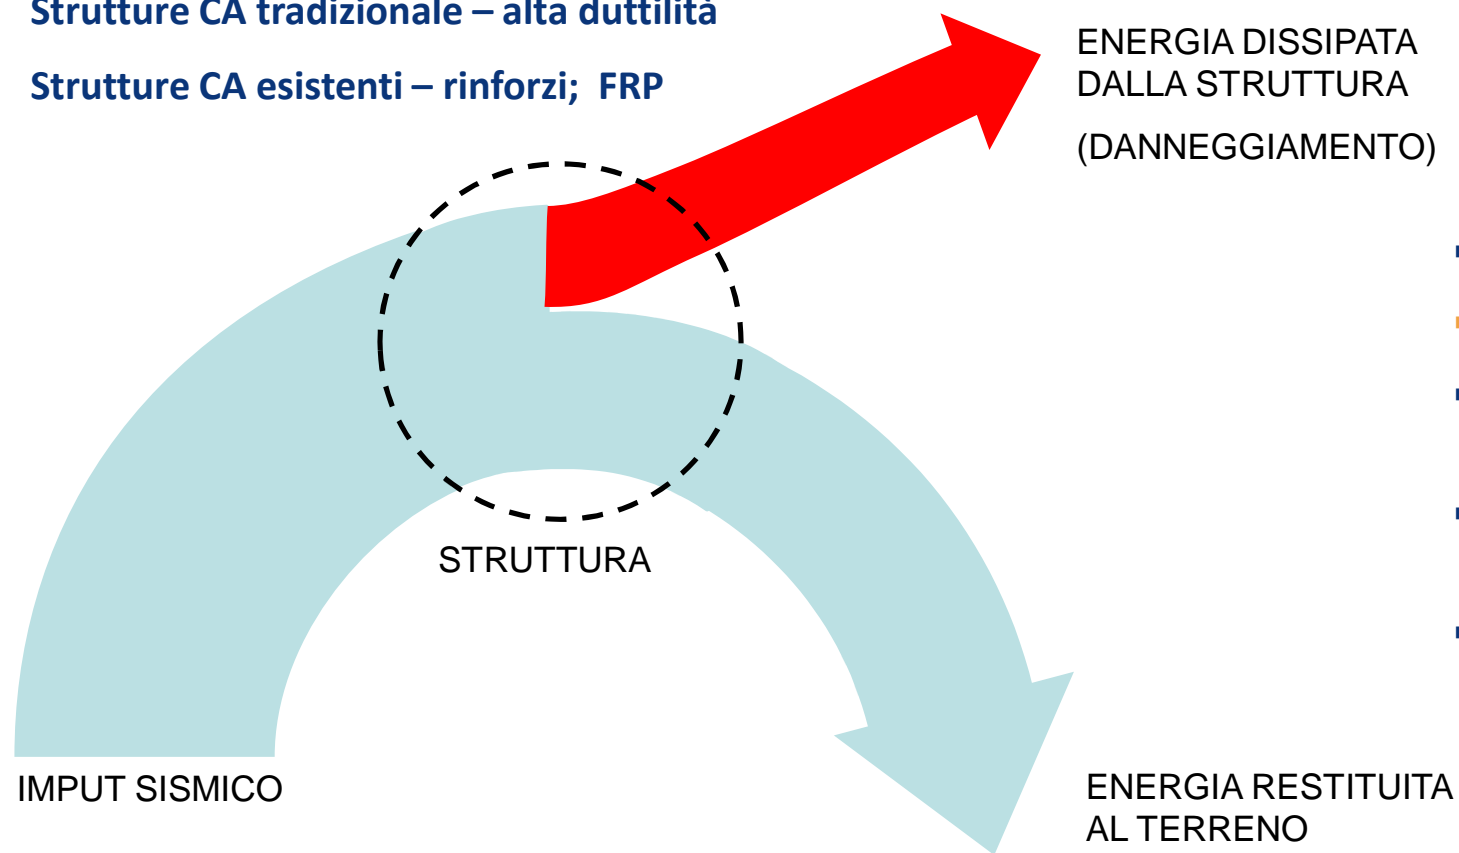 Strutture CA tradizionale – alta duttilità
Strutture CA esistenti – rinforzi; FRP
ENERGIA DISSIPATA
DALLA STRUTTURA
(DANNEGGIAMENTO)
STRUTTURA
IMPUT SISMICO
ENERGIA RESTITUITA
AL TERRENO